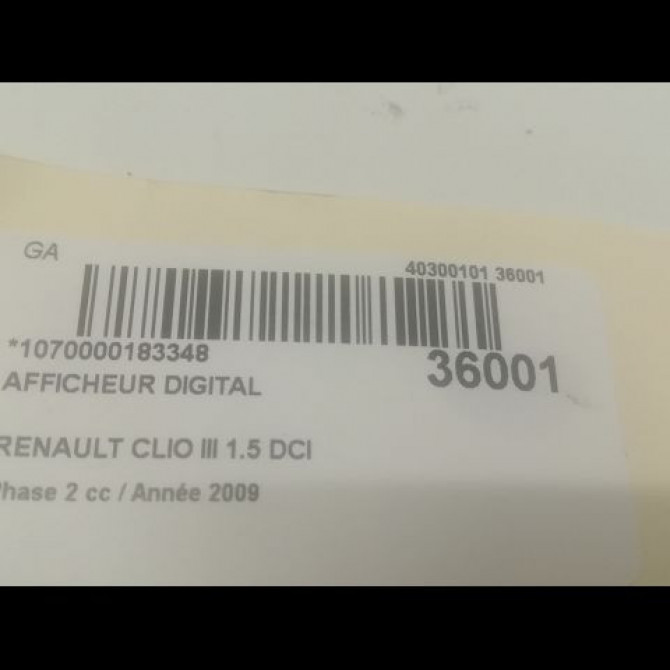 GA
40300101 36001
*1070000183348
36001
AFFICHEUR DIGITAL
RENAULT CLIO III 1.5 DCI
Phase 2 cc / Année 2009